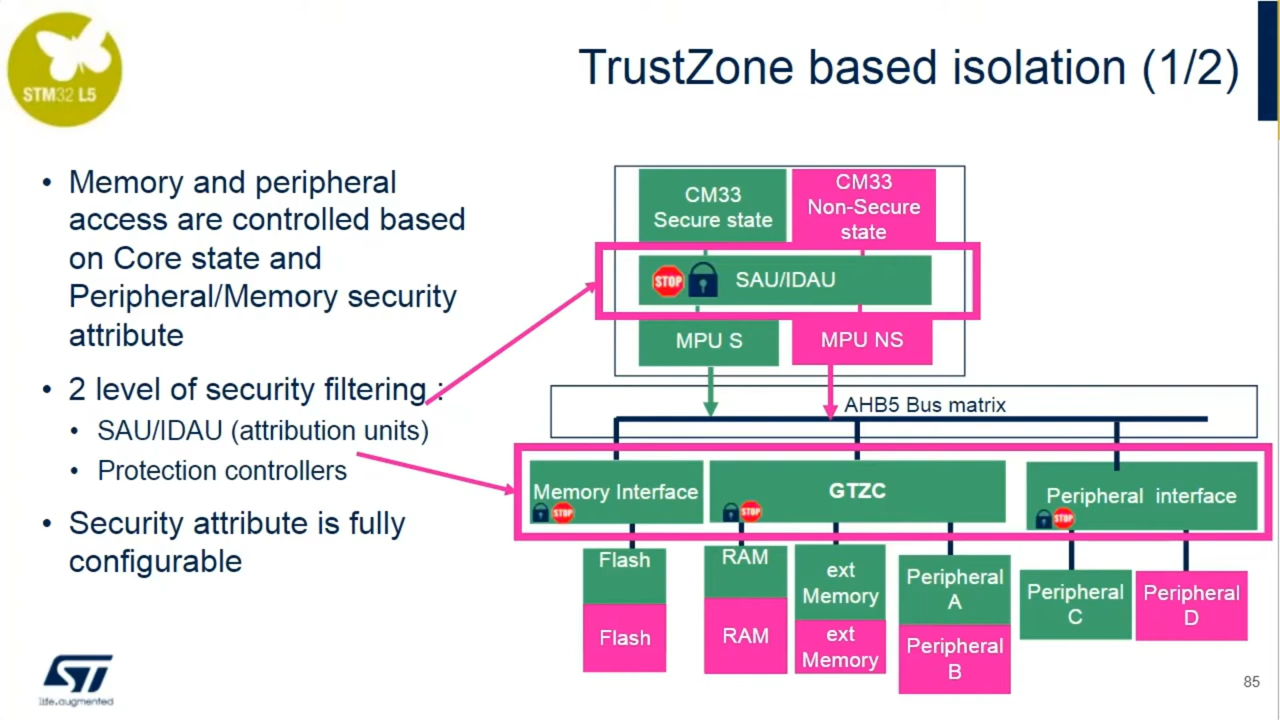 STM32 L5
TrustZone based isolation (1/2)
• Memory and peripheral
access are controlled based
on Core state and
Peripheral/Memory security
attribute
• 2 level of security filtering :
• SAU/IDAU (attribution units)
• Protection controllers
• Security attribute is fully
configurable
CM33
Secure state
CM33
Non-Secure
state
STOP
SAU/IDAU
MPU S
MPU NS
AHB5 Bus matrix
Memory Interface
STOP
GTZC
STOP
Peripheral interface
STOP
Flash
Flash
RAM
RAM
ext
Memory
ext
Memory
Peripheral
A
Peripheral
B
Peripheral
C
Peripheral
D
ST
life.augmented
85